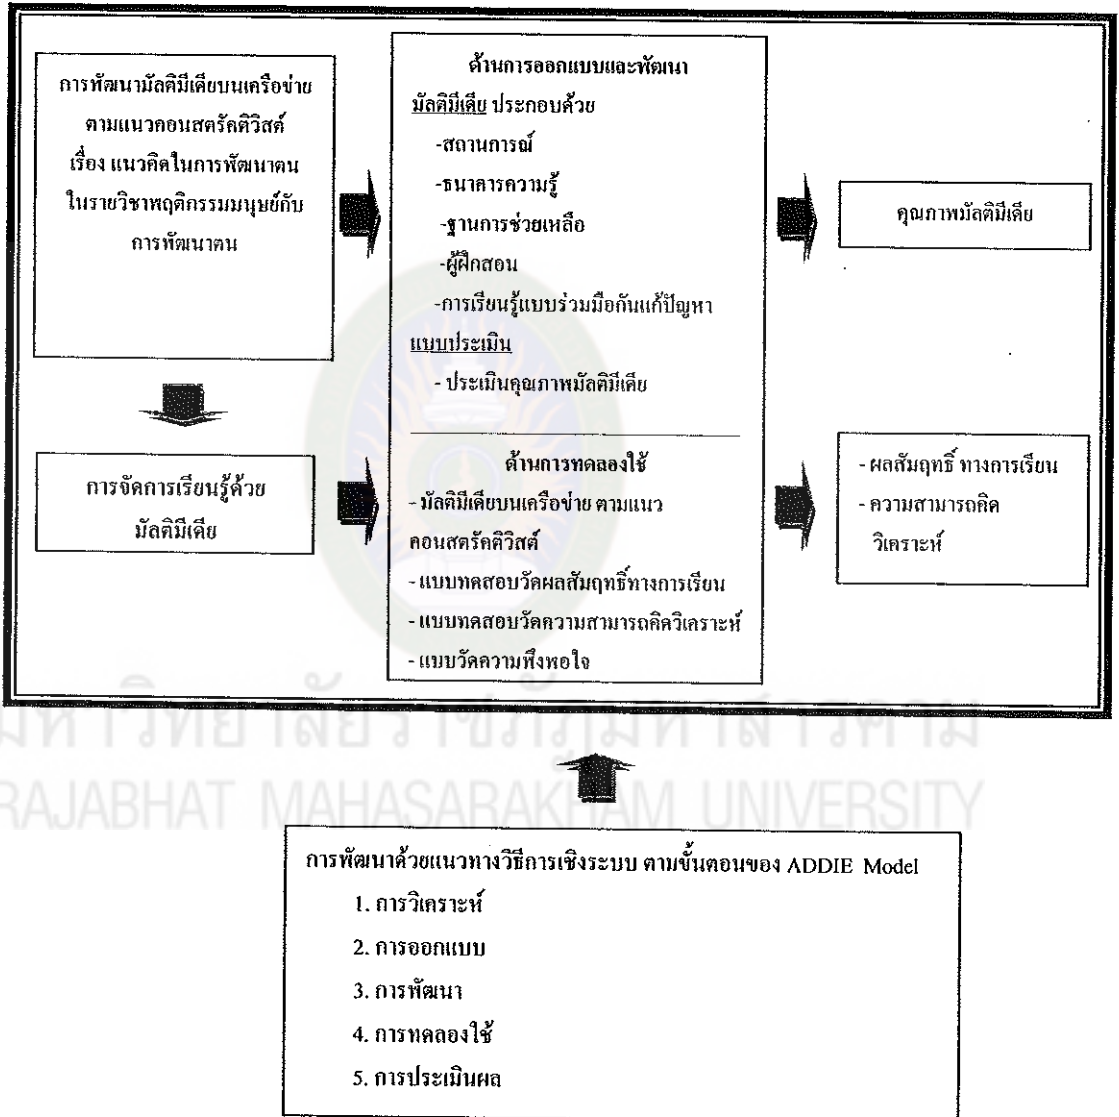 การพัฒนามัลติมีเดียบนเครือข่าย
ตามแนวคอนสตรัคติวิสต์
เรื่อง แนวคิดในการพัฒนาตน
ในรายวิชาพฤติกรรมมนุษย์กับ
การพัฒนาตน
ด้านการออกแบบและพัฒนา
มัลติมีเดีย ประกอบด้วย
-สถานการณ์
-ธนาคารความรู้
-ฐานการช่วยเหลือ
-ผู้ฝึกสอน
-การเรียนรู้แบบร่วมมือกันแก้ปัญหา
แบบประเมิน
- ประเมินคุณภาพมัลติมีเดีย
คุณภาพมัลติมีเดีย
การจัดการเรียนรู้ด้วย
มัลติมีเดีย
ด้านการทดลองใช้
- มัลติมีเดียบนเครือข่าย ตามแนว
คอนสตรัคติวิสต์
- แบบทดสอบวัดผลสัมฤทธิ์ทางการเรียน
- แบบทดสอบวัดความสามารถคิดวิเคราะห์
- แบบวัดความพึงพอใจ
- ผลสัมฤทธิ์ ทางการเรียน
- ความสามารถคิด
วิเคราะห์
มหาวิทยาลัยราชภัฏมหาสารคาม
RAJABHAT MAHASARAKHAM UNIVERSITY
การพัฒนาด้วยแนวทางวิธีการเชิงระบบ ตามขั้นตอนของ ADDIE Model
1. การวิเคราะห์
2. การออกแบบ
3. การพัฒนา
4. การทดลองใช้
5. การประเมินผล